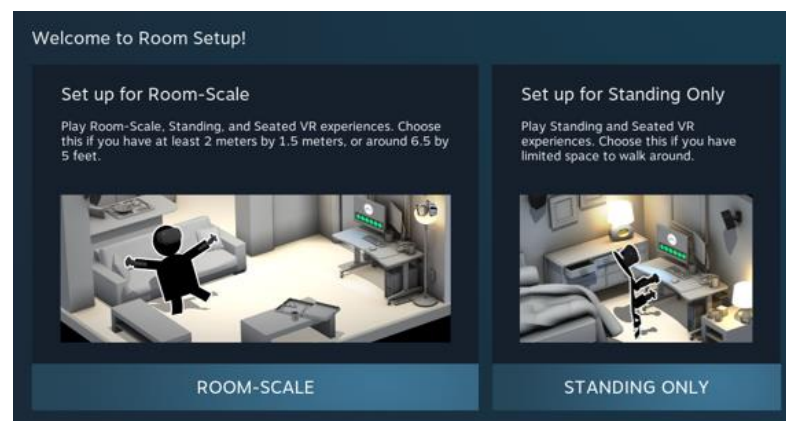 Welcome to Room Setup!
Set up for Room-Scale
Play Room-Scale, Standing, and Seated VR experiences. Choose
this if you have at least 2 meters by 1.5 meters, or around 6.5 by
5 feet.
ROOM-SCALE
Set up for Standing Only
Play Standing and Seated VR
experiences. Choose this if you have
limited space to walk around.
STANDING ONLY